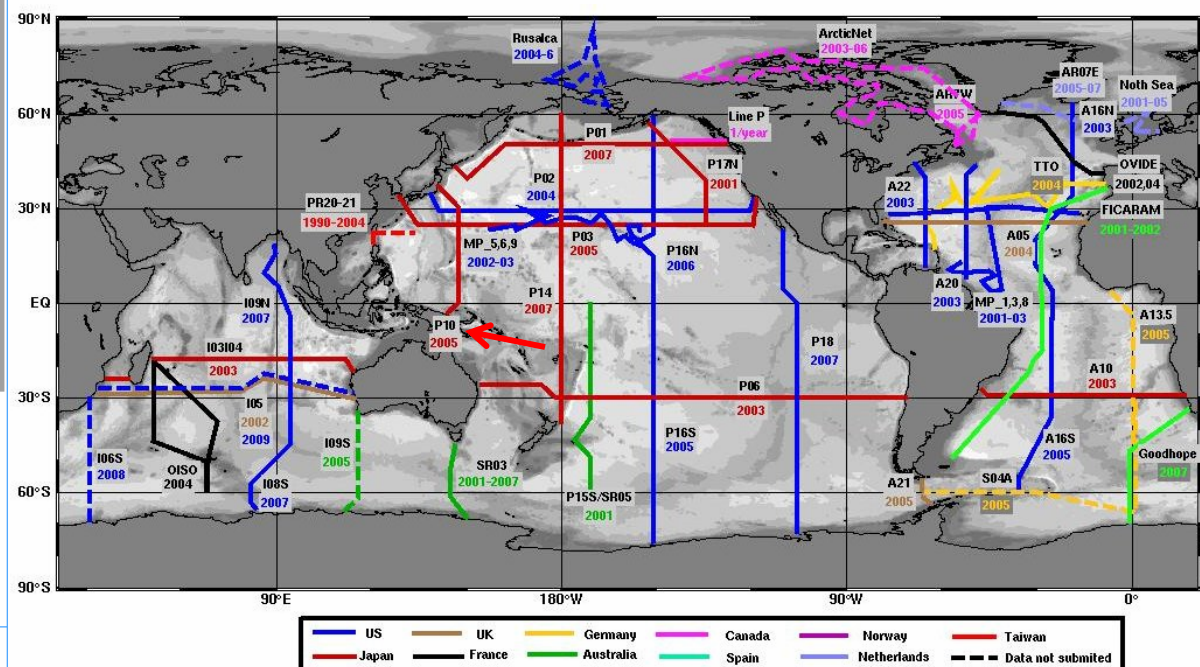 90°N
60°N
30°N
EQ
30°S
60°S
90°S
90°E
180°W
90°W
0°
Rusalca
2004-6
ArcticNet
2003-06
AR07E
2005-07
Noth Sea
2001-05
AR7W
2005
A16N
2003
Line P
1/year
P01
2007
P17N
2001
P02
2004
TTO
2004
OVIDE
2002,04
A22
2003
PR20-21
1990-2004
FICARAM
2001-2002
MP_5,6,9
2002-03
P03
2005
P16N
2006
A05
2004
A20
2003
MP_1,3,8
2001-03
I09N
2007
P14
2007
P10
2005
A13.5
2005
I03I04
2003
P18
2007
A10
2003
I05
2002
2009
P06
2003
I06S
2008
OISO
2004
I09S
2005
I08S
2007
SR03
2001-2007
P15S/SR05
2001
P16S
2005
A16S
2005
A21
2005
S04A
2005
Goodhope
2007
US
UK
Germany
Canada
Norway
Taiwan
Japan
France
Australia
Spain
Netherlands
Data not submited